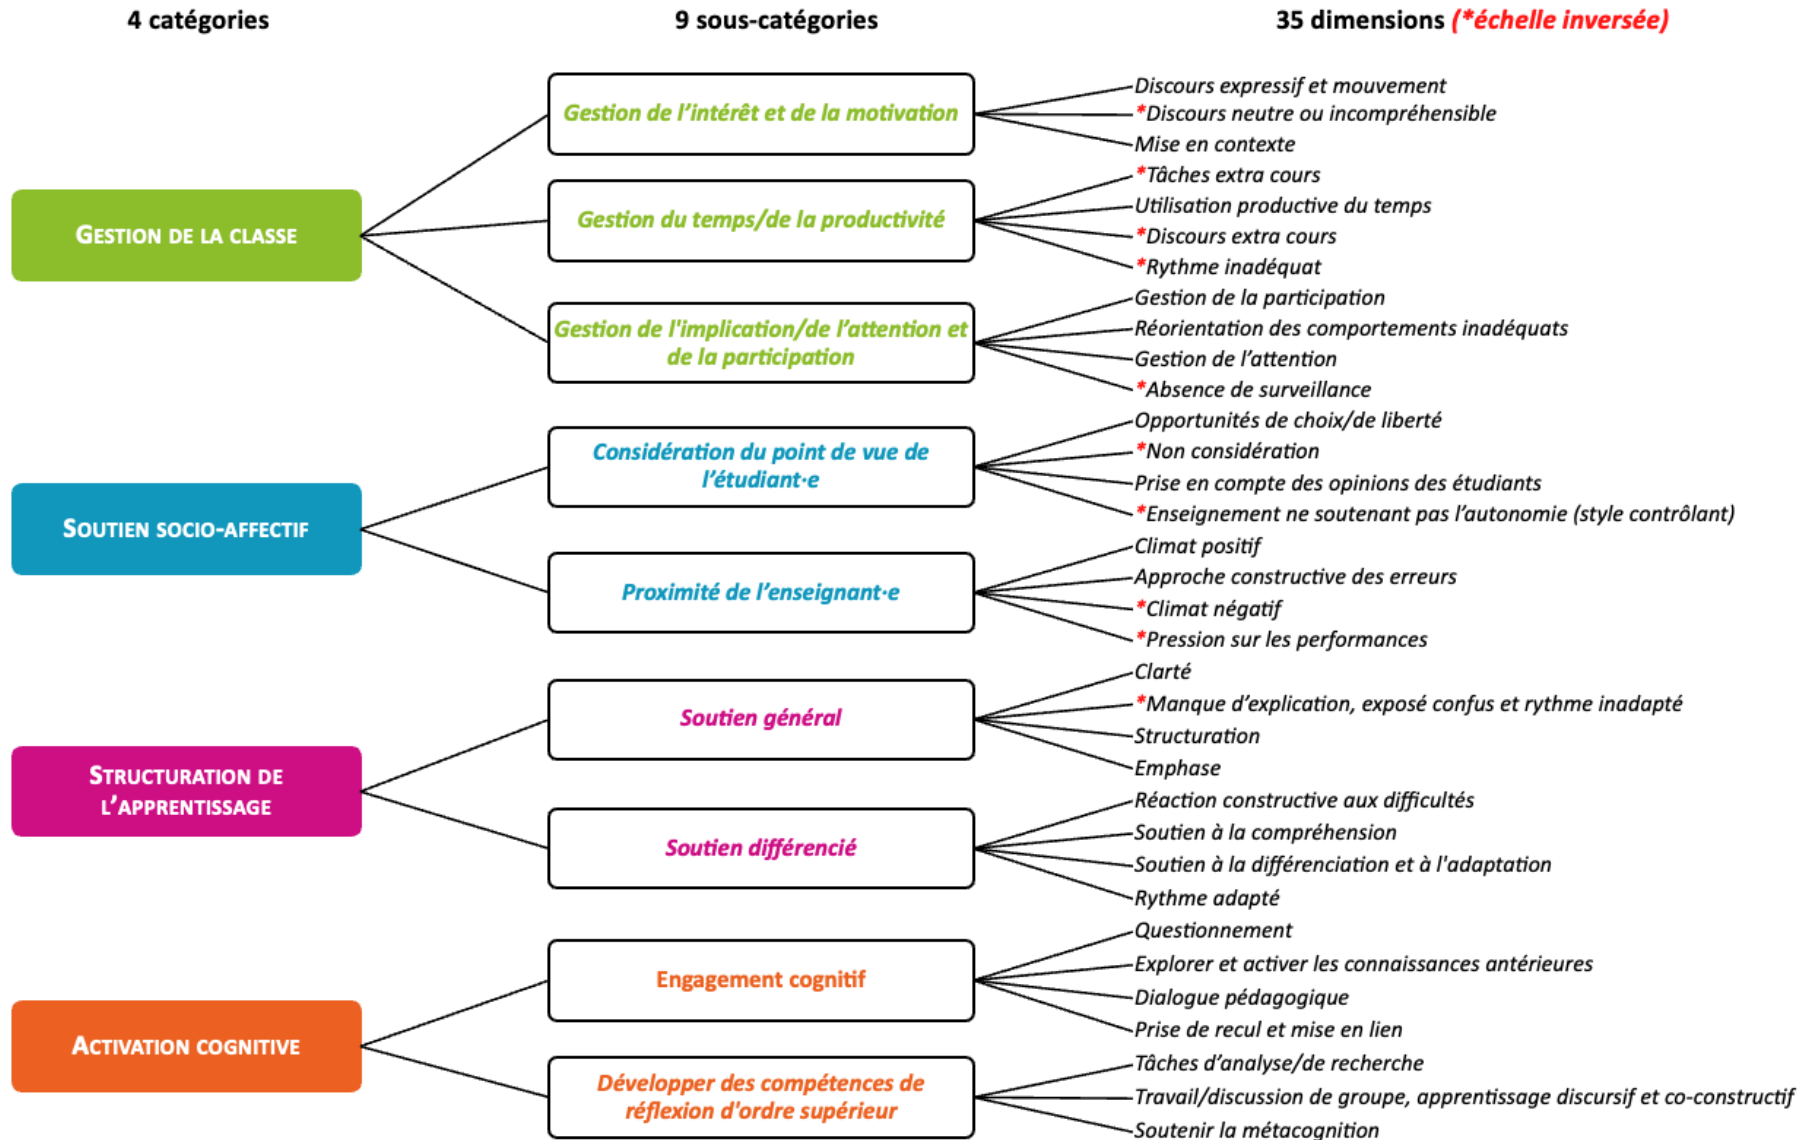 4 catégories
9 sous-catégories
35 dimensions (*échelle inversée)
GESTION DE LA CLASSE
Gestion de l'intérêt et de la motivation
Discours expressif et mouvement
*Discours neutre ou incompréhensible
Mise en contexte
Gestion du temps/de la productivité
*Tâches extra cours
Utilisation productive du temps
*Discours extra cours
*Rythme inadéquat
Gestion de l'implication/de l'attention et
de la participation
Gestion de la participation
Réorientation des comportements inadéquats
Gestion de l'attention
*Absence de surveillance
SOUTIEN SOCIO-AFFECTIF
Considération du point de vue de
l'étudiant·e
Opportunités de choix/de liberté
*Non considération
Prise en compte des opinions des étudiants
*Enseignement ne soutenant pas l'autonomie (style contrôlant)
Proximité de l'enseignant·e
Climat positif
Approche constructive des erreurs
*Climat négatif
*Pression sur les performances
STRUCTURATION DE
L'APPRENTISSAGE
Soutien général
Clarté
*Manque d'explication, exposé confus et rythme inadapté
Structuration
Emphase
Soutien différencié
Réaction constructive aux difficultés
Soutien à la compréhension
Soutien à la différenciation et à l'adaptation
Rythme adapté
ACTIVATION COGNITIVE
Engagement cognitif
Questionnement
Explorer et activer les connaissances antérieures
Dialogue pédagogique
Prise de recul et mise en lien
Développer des compétences de
réflexion d'ordre supérieur
Tâches d'analyse/de recherche
Travail/discussion de groupe, apprentissage discursif et co-constructif
Soutenir la métacognition